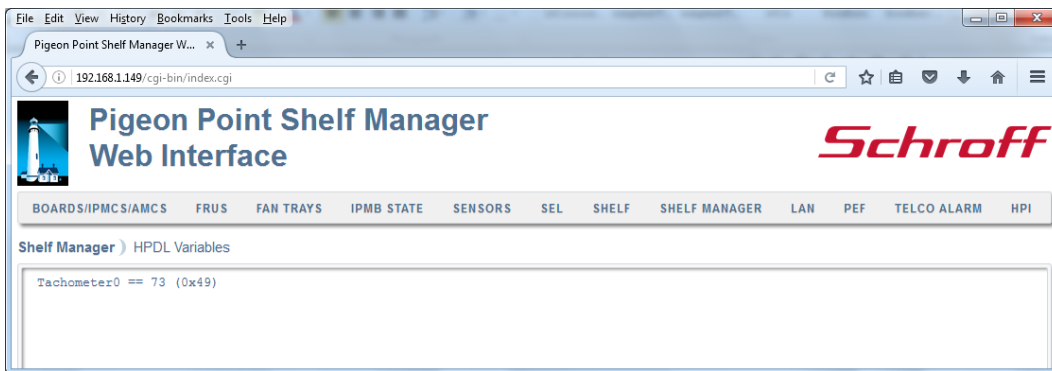 File Edit View History Bookmarks Tools Help
Pigeon Point Shelf Manager W... × +
192.168.1.149/cgi-bin/index.cgi
Pigeon Point Shelf Manager
Web Interface
Schroff
BOARDS/IPMCS/AMCS FRUS FAN TRAYS IPMB STATE SENSORS SEL SHELF SHELF MANAGER LAN PEF TELCO ALARM HPI
Shelf Manager HPDL Variables
Tachometer0 == 73 (0x49)